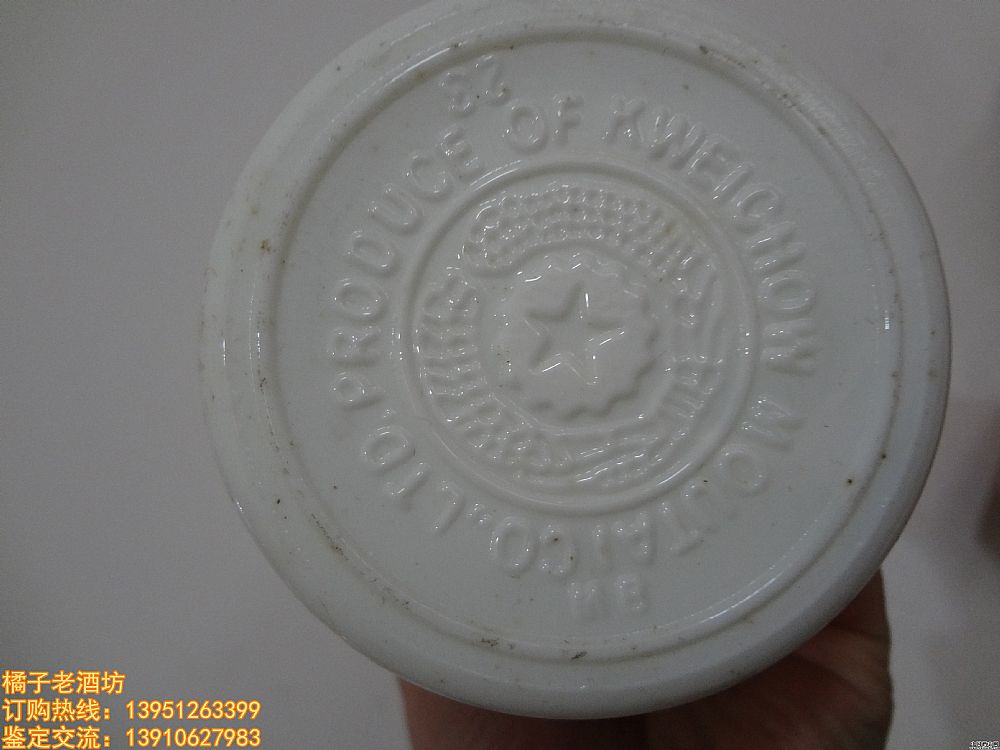 PRODUCE OF KWEICHOW MOUTAI CO., LTD.
橘子老酒坊
订购热线：13951263399
鉴定交流：13910627983